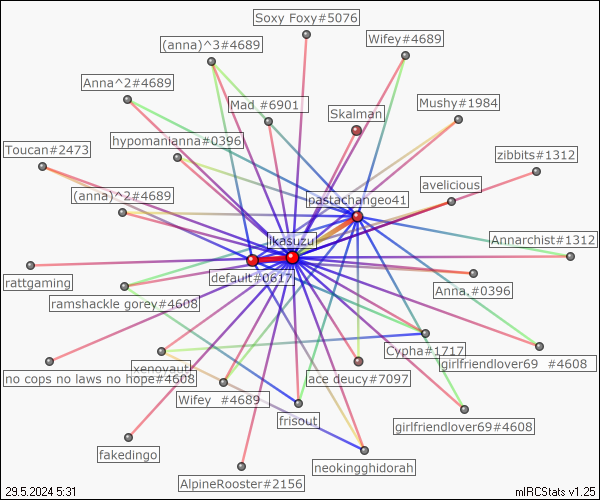 Soxy Foxy#5076
(anna)^3#4689
Wifey#4689
Anna^2#4689
Mad #6901
Skalman
Mushy#1984
hypomanianna#0396
Toucan#2473
zibbits#1312
avelicious
(anna)^2#4689
pastachangeo41
ikasuzu
Annarchist#1312
default#0617
rattgaming
Anna,#0396
ramshackle gorey#4608
Cypha#1717
girlfriendlover69 #4608
xenoyaut
no cops no laws no hope#4608
ace deucy#7097
Wifey #4689
frisout
girlfriendlover69#4608
fakedingo
neokingghidorah
AlpineRooster#2156
29.5.2024 5:31
mIRCStats v1.25